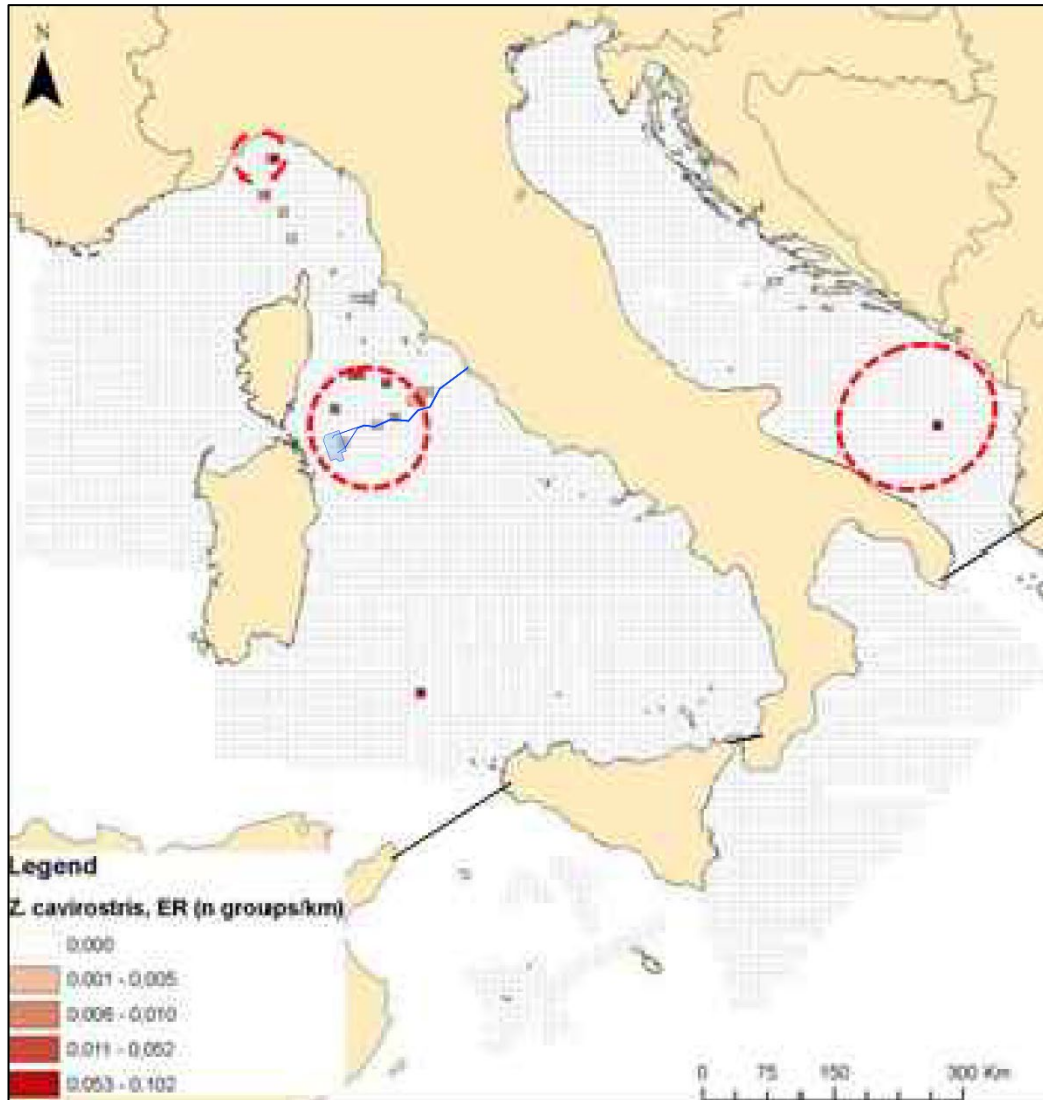 N
Legend
Z. cavirostris, ER (n groups/km)
0,000
0,001 - 0,005
0,006 - 0,010
0,011 - 0,052
0,053 - 0,102
0 75 150 300 Km